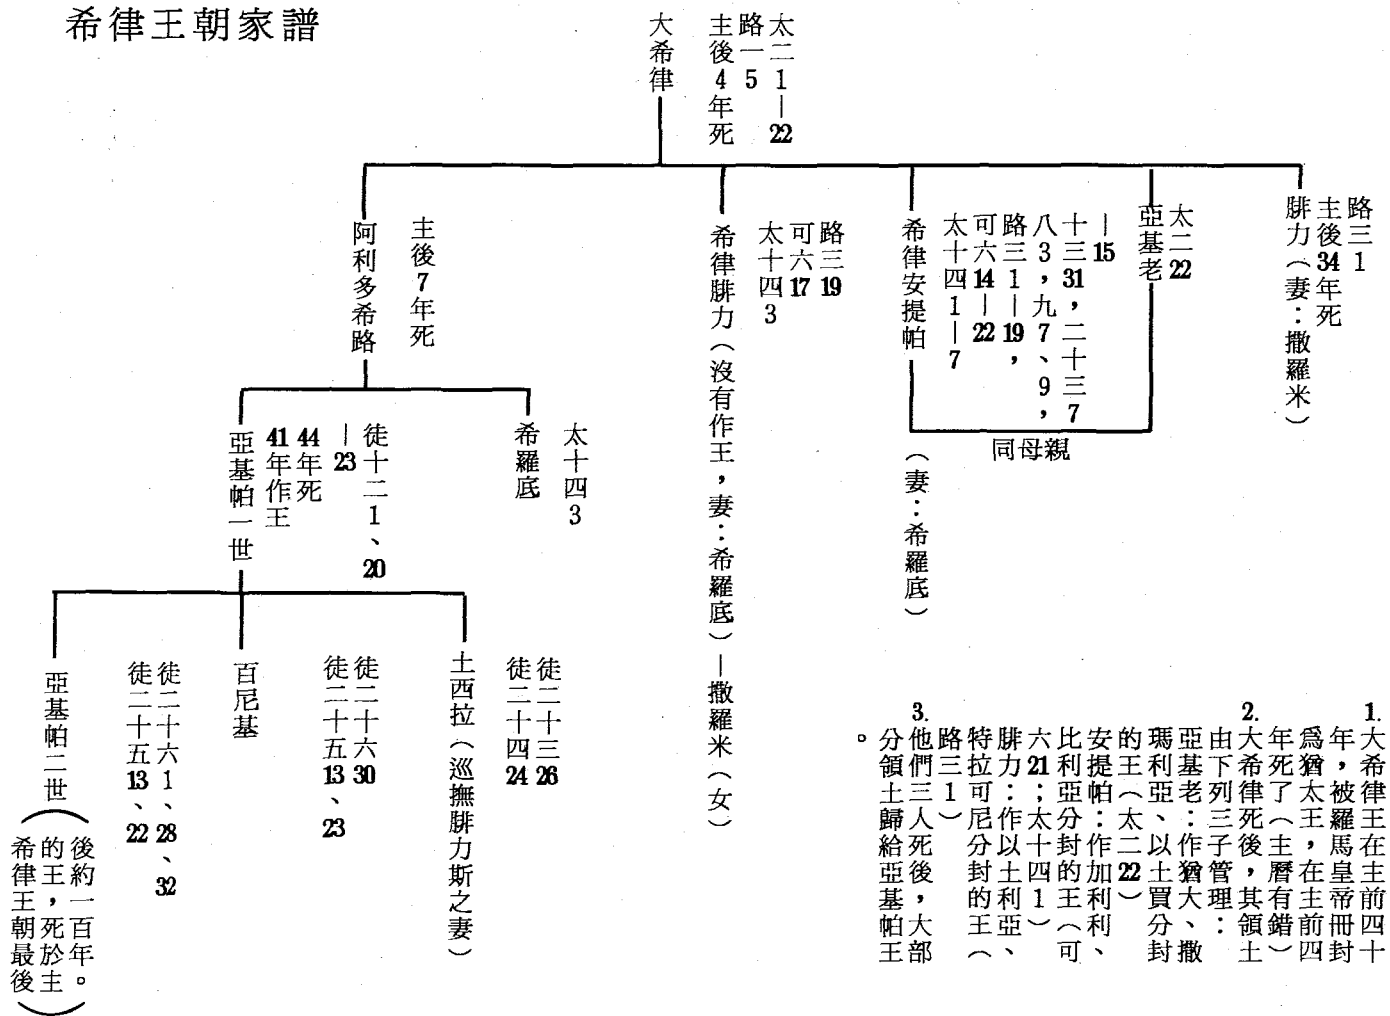 希律王朝家譜
太二1—22
路一5
主後4年死
大希律
路三1
主後34年死
腓力（妻：撒羅米）
太二22
亞基老
—15
十三31，二十三7
八3，九7、9，
路三1—19，
可六14—22
太十四1—7
希律安提帕
（妻：希羅底）
同母親
路三19
可六17
太十四3
希律腓力（沒有作王，妻：希羅底）—撒羅米（女）
主後7年死
阿利多希路
太十四3
希羅底
徒十二1、20
—23
44年死
41年作王
亞基帕一世
徒二十三26
徒二十四24
土西拉（巡撫腓力斯之妻）
徒二十六30
徒二十五13、23
百尼基
徒二十六1、28、32
徒二十五13、22
亞基帕二世
（希律王朝最後
的王，死於主
後約一百年。）
1.大希律王在主前四十
年，被羅馬皇帝冊封
爲猶太王，在主前四
年死了（主曆有錯）
2.大希律死後，其領土
由下列三子管理：
亞基老：作猶大、撒
瑪利亞、以土買分封
的王（太二22）
安提帕：作加利利、
比利亞分封的王（可
六21；太十四1）
腓力：作以土利亞、
特拉可尼分封的王（
路三1）
3.他們三人死後，大部
分領土歸給亞基帕王
。